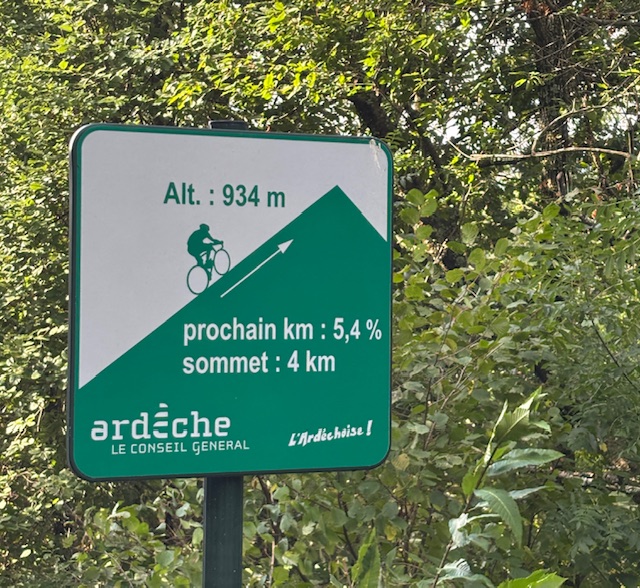 Alt. : 934 m
prochain km : 5,4 %
sommet : 4 km
ardèche
LE CONSEIL GENERAL
L'Ardéchoise !